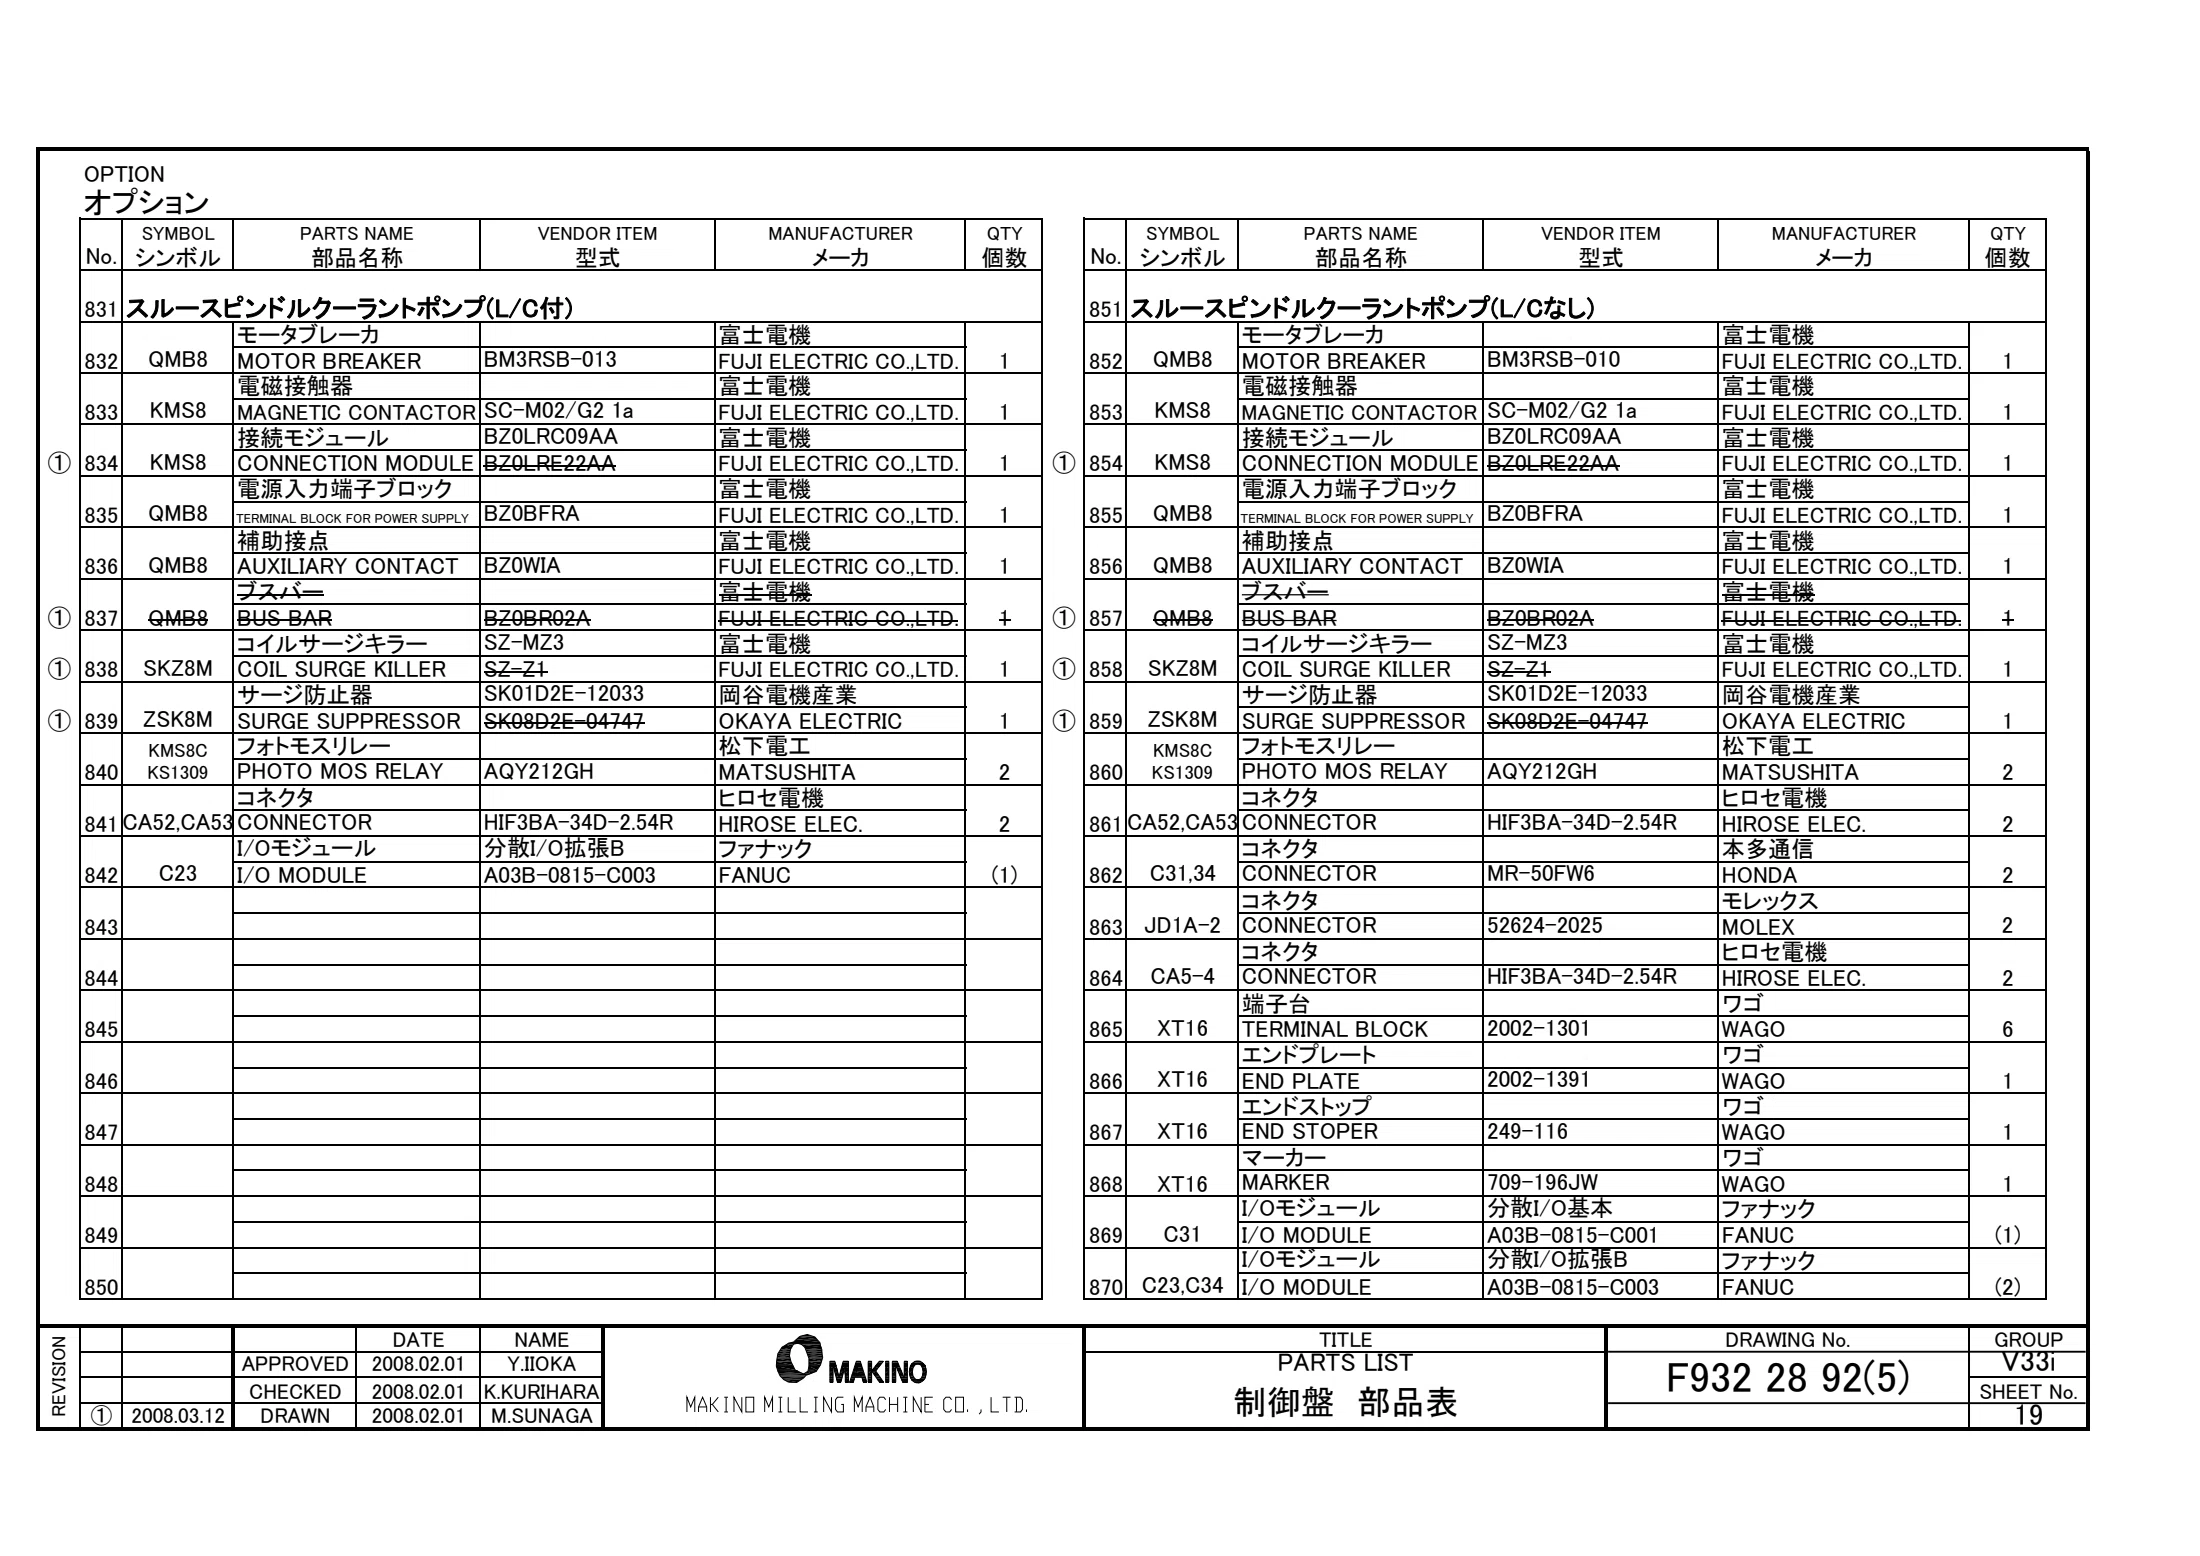 OPTION
オプション
No. SYMBOL シンボル PARTS NAME 部品名称 VENDOR ITEM 型式 MANUFACTURER メーカ QTY 個数
831 スルースピンドルクーラントポンプ(L/C付)
モータブレーカ 富士電機
832 QMB8 MOTOR BREAKER BM3RSB-013 FUJI ELECTRIC CO.,LTD. 1
電磁接触器 富士電機
833 KMS8 MAGNETIC CONTACTOR SC-M02/G2 1a FUJI ELECTRIC CO.,LTD. 1
接続モジュール BZ0LRC09AA 富士電機
① 834 KMS8 CONNECTION MODULE BZ0LRE22AA FUJI ELECTRIC CO.,LTD. 1
電源入力端子ブロック 富士電機
835 QMB8 TERMINAL BLOCK FOR POWER SUPPLY BZ0BFRA FUJI ELECTRIC CO.,LTD. 1
補助接点 富士電機
836 QMB8 AUXILIARY CONTACT BZ0WIA FUJI ELECTRIC CO.,LTD. 1
ブスバー 富士電機
① 837 QMB8 BUS BAR BZ0BR02A FUJI ELECTRIC CO.,LTD. 1
コイルサージキラー SZ-MZ3 富士電機
① 838 SKZ8M COIL SURGE KILLER SZ-Z1 FUJI ELECTRIC CO.,LTD. 1
サージ防止器 SK01D2E-12033 岡谷電機産業
① 839 ZSK8M SURGE SUPPRESSOR SK08D2E-04747 OKAYA ELECTRIC 1
KMS8C フォトモスリレー 松下電工
840 KS1309 PHOTO MOS RELAY AQY212GH MATSUSHITA 2
コネクタ ヒロセ電機
841 CA52,CA53 CONNECTOR HIF3BA-34D-2.54R HIROSE ELEC. 2
I/Oモジュール 分散I/O拡張B ファナック
842 C23 I/O MODULE A03B-0815-C003 FANUC (1)
843
844
845
846
847
848
849
850
No. SYMBOL シンボル PARTS NAME 部品名称 VENDOR ITEM 型式 MANUFACTURER メーカ QTY 個数
851 スルースピンドルクーラントポンプ(L/Cなし)
モータブレーカ 富士電機
852 QMB8 MOTOR BREAKER BM3RSB-010 FUJI ELECTRIC CO.,LTD. 1
電磁接触器 富士電機
853 KMS8 MAGNETIC CONTACTOR SC-M02/G2 1a FUJI ELECTRIC CO.,LTD. 1
接続モジュール BZ0LRC09AA 富士電機
① 854 KMS8 CONNECTION MODULE BZ0LRE22AA FUJI ELECTRIC CO.,LTD. 1
電源入力端子ブロック 富士電機
855 QMB8 TERMINAL BLOCK FOR POWER SUPPLY BZ0BFRA FUJI ELECTRIC CO.,LTD. 1
補助接点 富士電機
856 QMB8 AUXILIARY CONTACT BZ0WIA FUJI ELECTRIC CO.,LTD. 1
ブスバー 富士電機
① 857 QMB8 BUS BAR BZ0BR02A FUJI ELECTRIC CO.,LTD. 1
コイルサージキラー SZ-MZ3 富士電機
① 858 SKZ8M COIL SURGE KILLER SZ-Z1 FUJI ELECTRIC CO.,LTD. 1
サージ防止器 SK01D2E-12033 岡谷電機産業
① 859 ZSK8M SURGE SUPPRESSOR SK08D2E-04747 OKAYA ELECTRIC 1
KMS8C フォトモスリレー 松下電工
860 KS1309 PHOTO MOS RELAY AQY212GH MATSUSHITA 2
コネクタ ヒロセ電機
861 CA52,CA53 CONNECTOR HIF3BA-34D-2.54R HIROSE ELEC. 2
コネクタ 本多通信
862 C31,34 CONNECTOR MR-50FW6 HONDA 2
コネクタ モレックス
863 JD1A-2 CONNECTOR 52624-2025 MOLEX 2
コネクタ ヒロセ電機
864 CA5-4 CONNECTOR HIF3BA-34D-2.54R HIROSE ELEC. 2
端子台 ワゴ
865 XT16 TERMINAL BLOCK 2002-1301 WAGO 6
エンドプレート ワゴ
866 XT16 END PLATE 2002-1391 WAGO 1
エンドストップ ワゴ
867 XT16 END STOPER 249-116 WAGO 1
マーカー ワゴ
868 XT16 MARKER 709-196JW WAGO 1
I/Oモジュール 分散I/O基本 ファナック
869 C31 I/O MODULE A03B-0815-C001 FANUC (1)
I/Oモジュール 分散I/O拡張B ファナック
870 C23,C34 I/O MODULE A03B-0815-C003 FANUC (2)
REVISION
DATE NAME
APPROVED 2008.02.01 Y.IIOKA
CHECKED 2008.02.01 K.KURIHARA
① 2008.03.12 DRAWN 2008.02.01 M.SUNAGA
MAKINO
MAKINO MILLING MACHINE CO.,LTD.
TITLE
PARTS LIST
制御盤 部品表
DRAWING No.
F932 28 92(5)
GROUP
V33i
SHEET No.
19